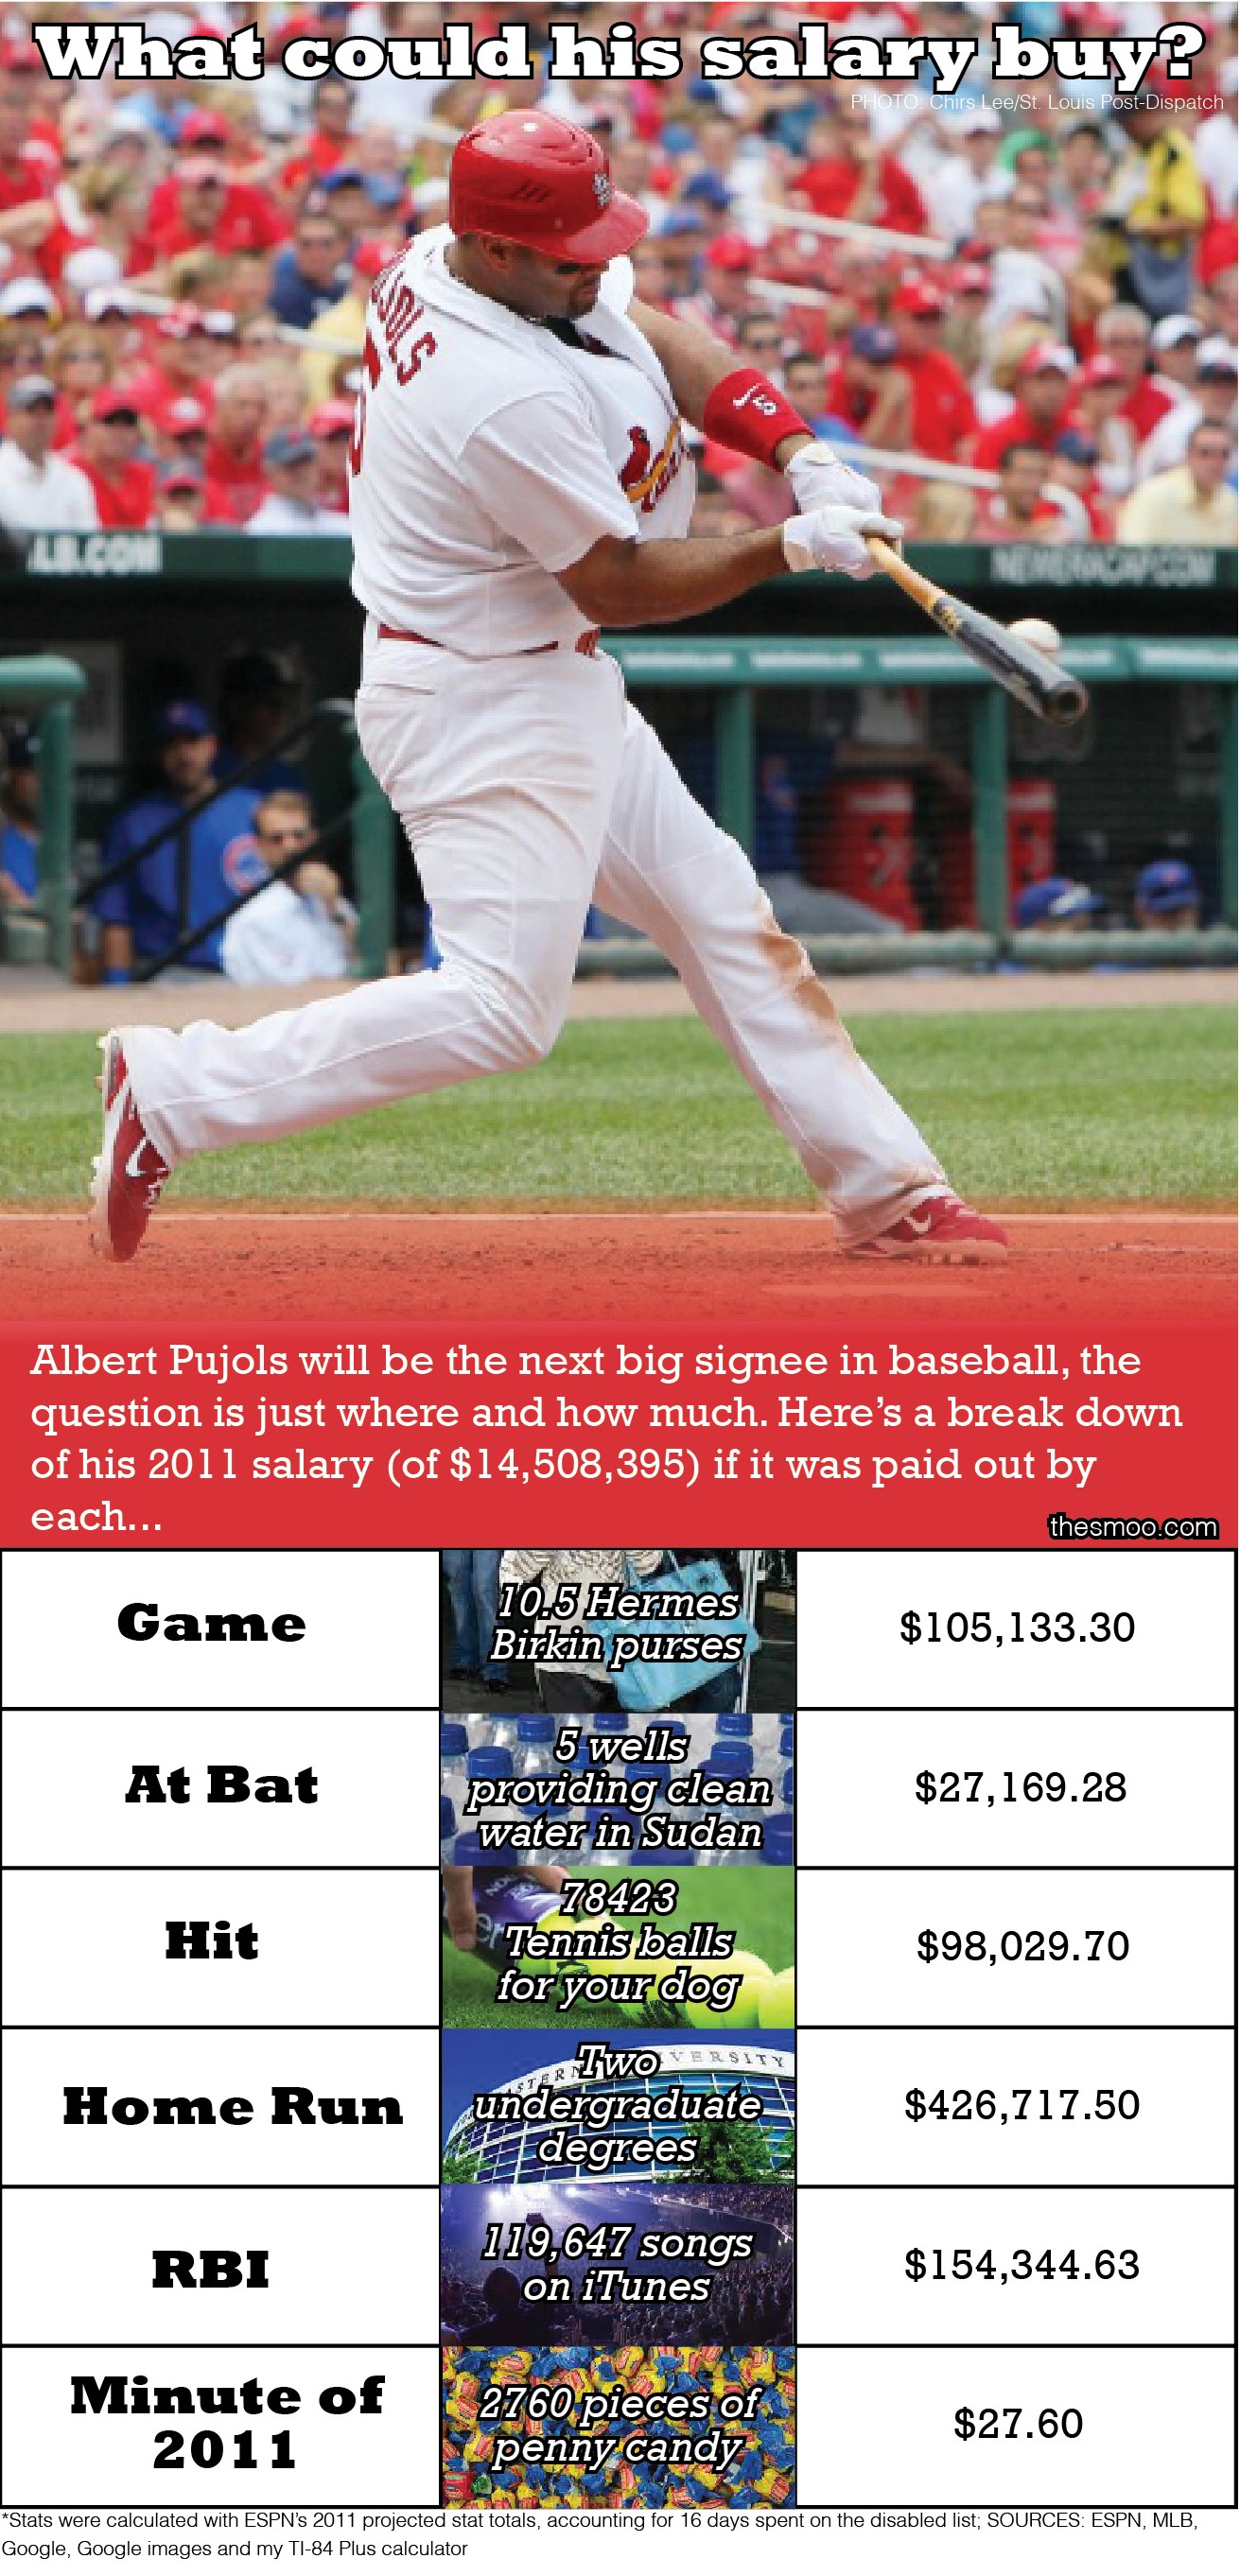 What could his salary buy?
PHOTO: Chirs Lee/St. Louis Post-Dispatch
JOLS
5
LB.COM
NEWERACAP.COM
Albert Pujols will be the next big signee in baseball, the
question is just where and how much. Here's a break down
of his 2011 salary (of $14,508,395) if it was paid out by
each...
thesmoo.com
Game
10.5 Hermes
Birkin purses
$105,133.30
At Bat
5 wells
providing clean
water in Sudan
$27,169.28
Hit
78423
Tennis balls
for your dog
$98,029.70
Home Run
Two
undergraduate
degrees
VERSITY
$426,717.50
RBI
119,647 songs
on iTunes
$154,344.63
Minute of
2011
2760 pieces of
penny candy
$27.60
*Stats were calculated with ESPN's 2011 projected stat totals, accounting for 16 days spent on the disabled list; SOURCES: ESPN, MLB,
Google, Google images and my TI-84 Plus calculator